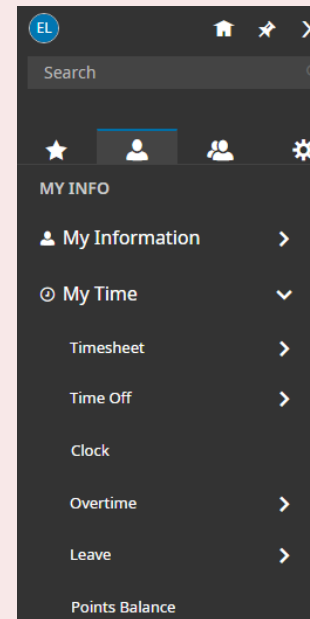 EL
Search
MY INFO
My Information
My Time
Timesheet
Time Off
Clock
Overtime
Leave
Points Balance